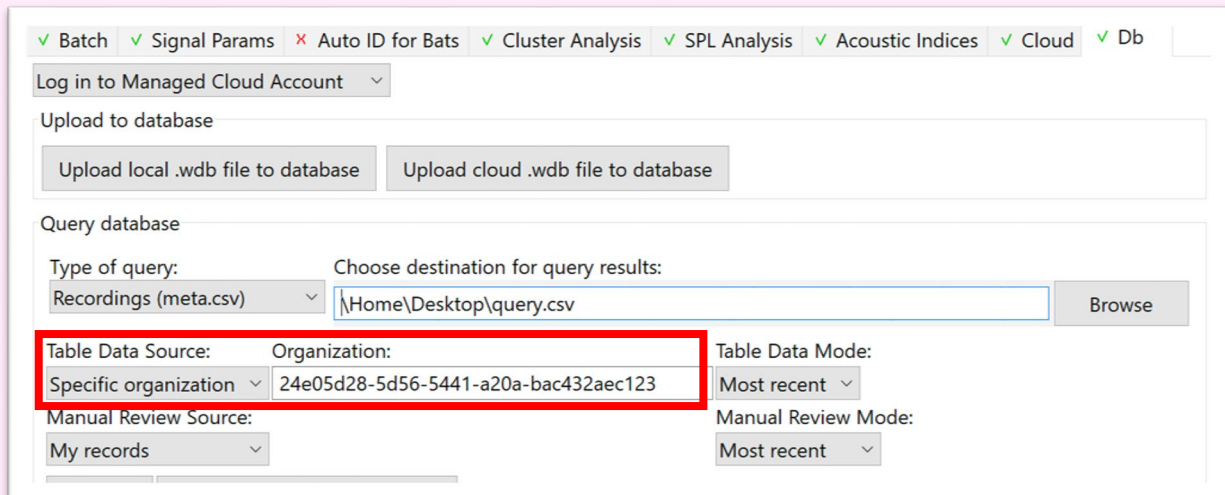 ✓ Batch ✓ Signal Params × Auto ID for Bats ✓ Cluster Analysis ✓ SPL Analysis ✓ Acoustic Indices ✓ Cloud ✓ Db
Log in to Managed Cloud Account
Upload to database
Upload local .wdb file to database Upload cloud .wdb file to database
Query database
Type of query: Choose destination for query results:
Recordings (meta.csv) \Home\Desktop\query.csv Browse
Table Data Source: Organization: Table Data Mode:
Specific organization 24e05d28-5d56-5441-a20a-bac432aec123 Most recent
Manual Review Source: Manual Review Mode:
My records Most recent